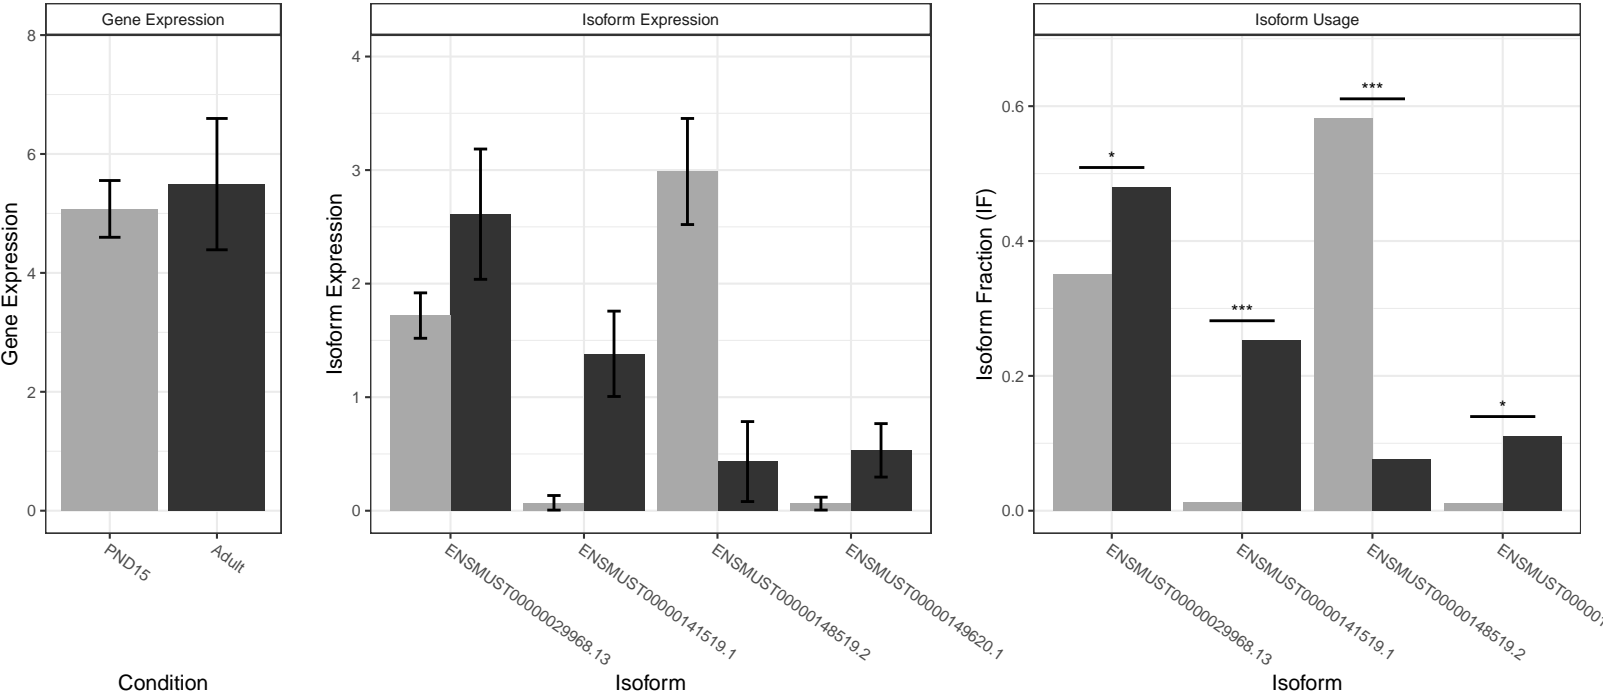 Gene Expression
Gene Expression
8
6
4
2
0
PND15
Adult
Condition
Isoform Expression
Isoform Expression
4
3
2
1
0
ENSMUST00000029968.13
ENSMUST00000141519.1
ENSMUST00000148519.2
ENSMUST00000149620.1
Isoform
Isoform Usage
Isoform Fraction (IF)
0.6
0.4
0.2
0.0
*
***
***
*
ENSMUST00000029968.13
ENSMUST00000141519.1
ENSMUST00000148519.2
ENSMUST000001
Isoform